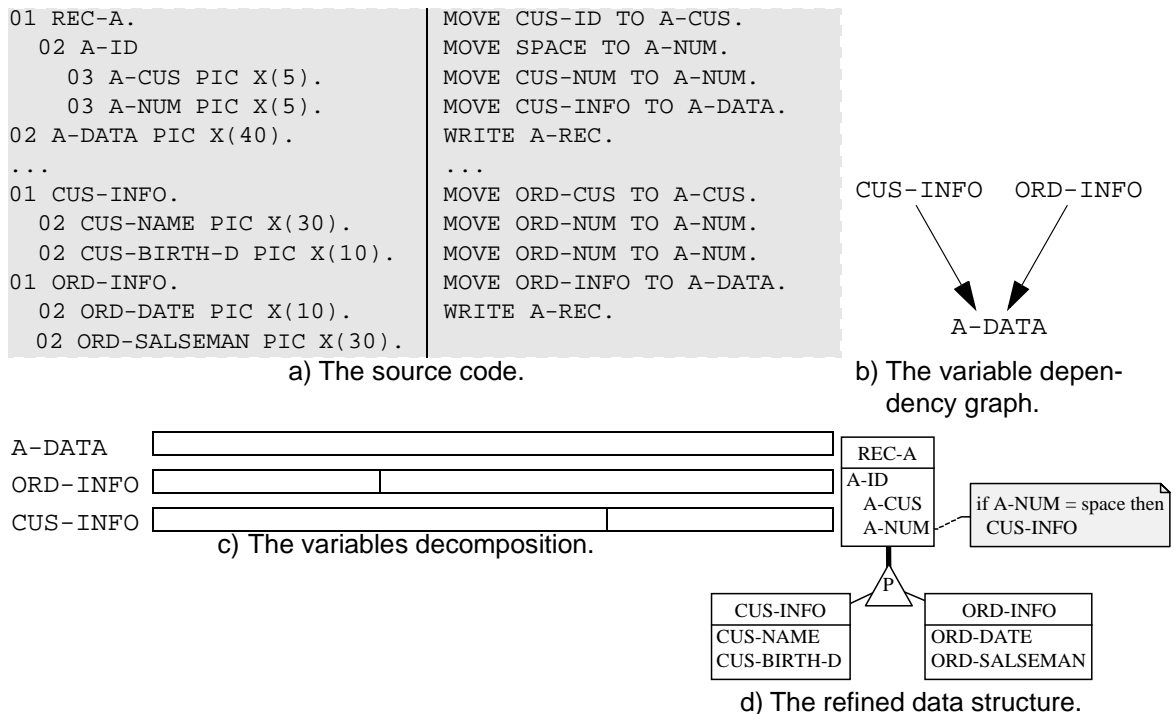 01 REC-A.
02 A-ID
03 A-CUS PIC X(5).
03 A-NUM PIC X(5).
02 A-DATA PIC X(40).
...
01 CUS-INFO.
02 CUS-NAME PIC X(30).
02 CUS-BIRTH-D PIC X(10).
01 ORD-INFO.
02 ORD-DATE PIC X(10).
02 ORD-SALSEMAN PIC X(30).
MOVE CUS-ID TO A-CUS.
MOVE SPACE TO A-NUM.
MOVE CUS-NUM TO A-NUM.
MOVE CUS-INFO TO A-DATA.
WRITE A-REC.
...
MOVE ORD-CUS TO A-CUS.
MOVE ORD-NUM TO A-NUM.
MOVE ORD-NUM TO A-NUM.
MOVE ORD-INFO TO A-DATA.
WRITE A-REC.
a) The source code.
CUS-INFO ORD-INFO
A-DATA
b) The variable depen-
dency graph.
A-DATA
ORD-INFO
CUS-INFO
c) The variables decomposition.
REC-A
A-ID
A-CUS
A-NUM
if A-NUM = space then
CUS-INFO
P
CUS-INFO
CUS-NAME
CUS-BIRTH-D
ORD-INFO
ORD-DATE
ORD-SALSEMAN
d) The refined data structure.